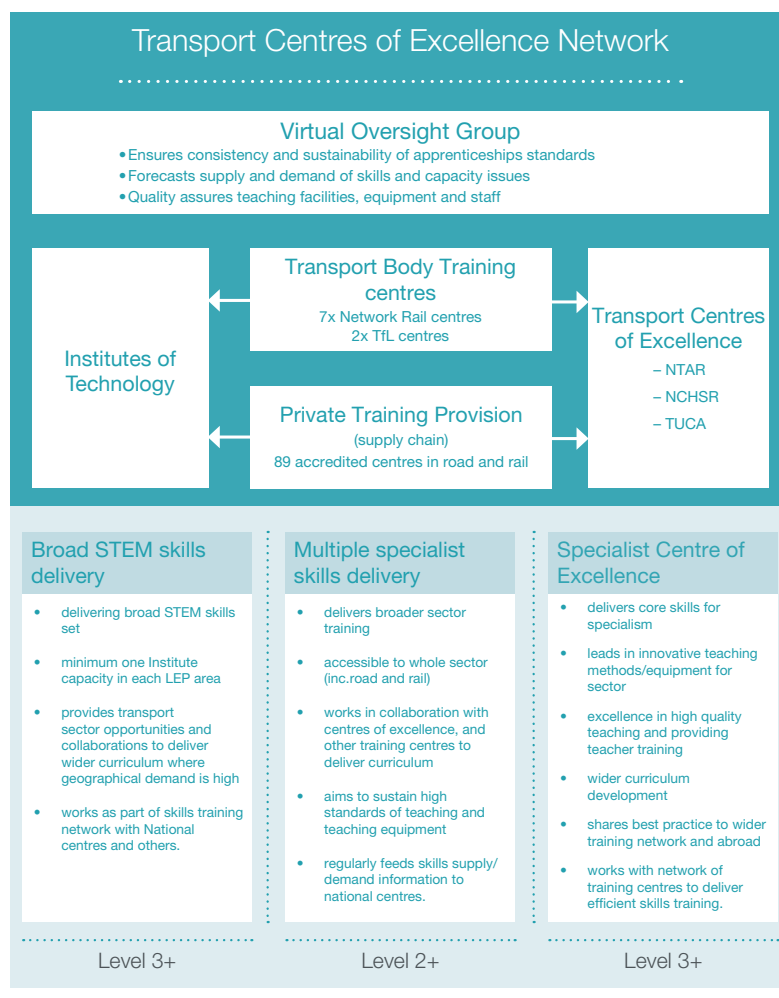 Transport Centres of Excellence Network
Virtual Oversight Group
• Ensures consistency and sustainability of apprenticeships standards
• Forecasts supply and demand of skills and capacity issues
• Quality assures teaching facilities, equipment and staff
Institutes of
Technology
Transport Body Training
centres
7x Network Rail centres
2x TfL centres
Private Training Provision
(supply chain)
89 accredited centres in road and rail
Transport Centres
of Excellence
– NTAR
– NCHSR
– TUCA
Broad STEM skills
delivery
• delivering broad STEM skills
set
• minimum one Institute
capacity in each LEP area
• provides transport
sector opportunities and
collaborations to deliver
wider curriculum where
geographical demand is high
• works as part of skills training
network with National
centres and others.
Level 3+
Multiple specialist
skills delivery
• delivers broader sector
training
• accessible to whole sector
(inc.road and rail)
• works in collaboration with
centres of excellence, and
other training centres to
deliver curriculum
• aims to sustain high
standards of teaching and
teaching equipment
• regularly feeds skills supply/
demand information to
national centres.
Level 2+
Specialist Centre of
Excellence
• delivers core skills for
specialism
• leads in innovative teaching
methods/equipment for
sector
• excellence in high quality
teaching and providing
teacher training
• wider curriculum
development
• shares best practice to wider
training network and abroad
• works with network of
training centres to deliver
efficient skills training.
Level 3+